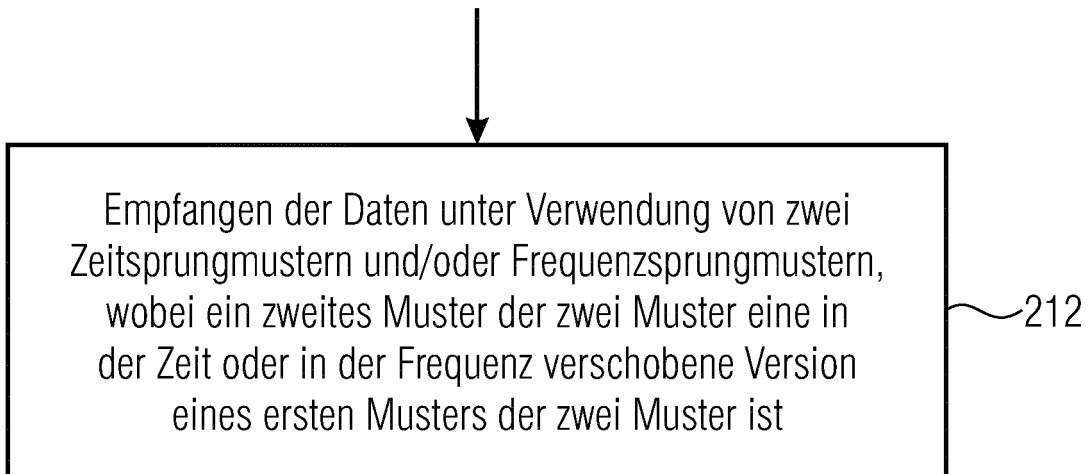 Empfangen der Daten unter Verwendung von zwei
Zeitsprungmustern und/oder Frequenzsprungmustern,
wobei ein zweites Muster der zwei Muster eine in
der Zeit oder in der Frequenz verschobene Version
eines ersten Musters der zwei Muster ist
212